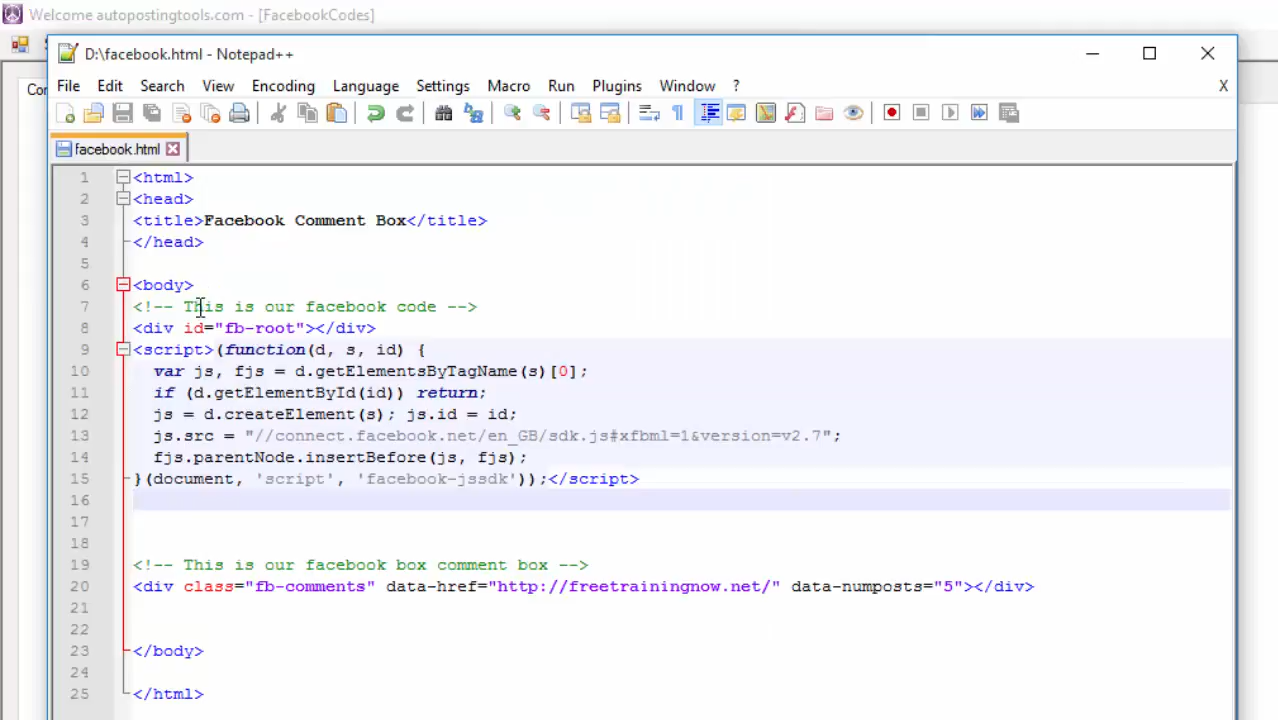 Welcome autopostingtools.com - [FacebookCodes]
D:\facebook.html - Notepad++
File Edit Search View Encoding Language Settings Macro Run Plugins Window ? X
facebook.html
1 <html>
2 <head>
3 <title>Facebook Comment Box</title>
4 </head>
5
6 <body>
7 <!-- This is our facebook code -->
8 <div id="fb-root"></div>
9 <script>(function(d, s, id) {
10 var js, fjs = d.getElementsByTagName(s)[0];
11 if (d.getElementById(id)) return;
12 js = d.createElement(s); js.id = id;
13 js.src = "//connect.facebook.net/en_GB/sdk.js#xfbml=1&version=v2.7";
14 fjs.parentNode.insertBefore(js, fjs);
15 }(document, 'script', 'facebook-jssdk'));</script>
16
17
18
19 <!-- This is our facebook box comment box -->
20 <div class="fb-comments" data-href="http://freetrainingnow.net/" data-numposts="5"></div>
21
22
23 </body>
24
25 </html>